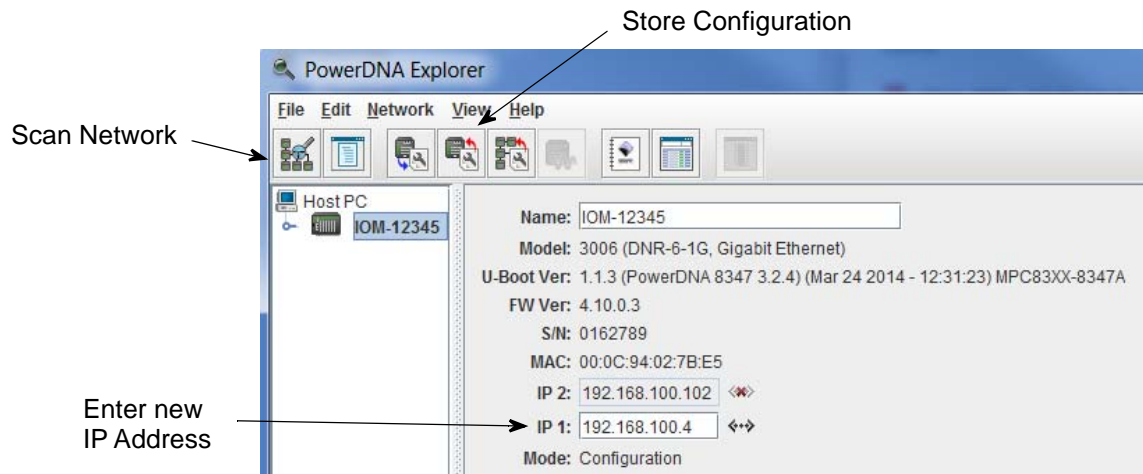 Store Configuration
PowerDNA Explorer
File Edit Network View Help
Scan Network
Host PC
IOM-12345
Name: IOM-12345
Model: 3006 (DNR-6-1G, Gigabit Ethernet)
U-Boot Ver: 1.1.3 (PowerDNA 8347 3.2.4) (Mar 24 2014 - 12:31:23) MPC83XX-8347A
FW Ver: 4.10.0.3
S/N: 0162789
MAC: 00:0C:94:02:7B:E5
IP 2: 192.168.100.102
Enter new
IP Address
IP 1: 192.168.100.4
Mode: Configuration